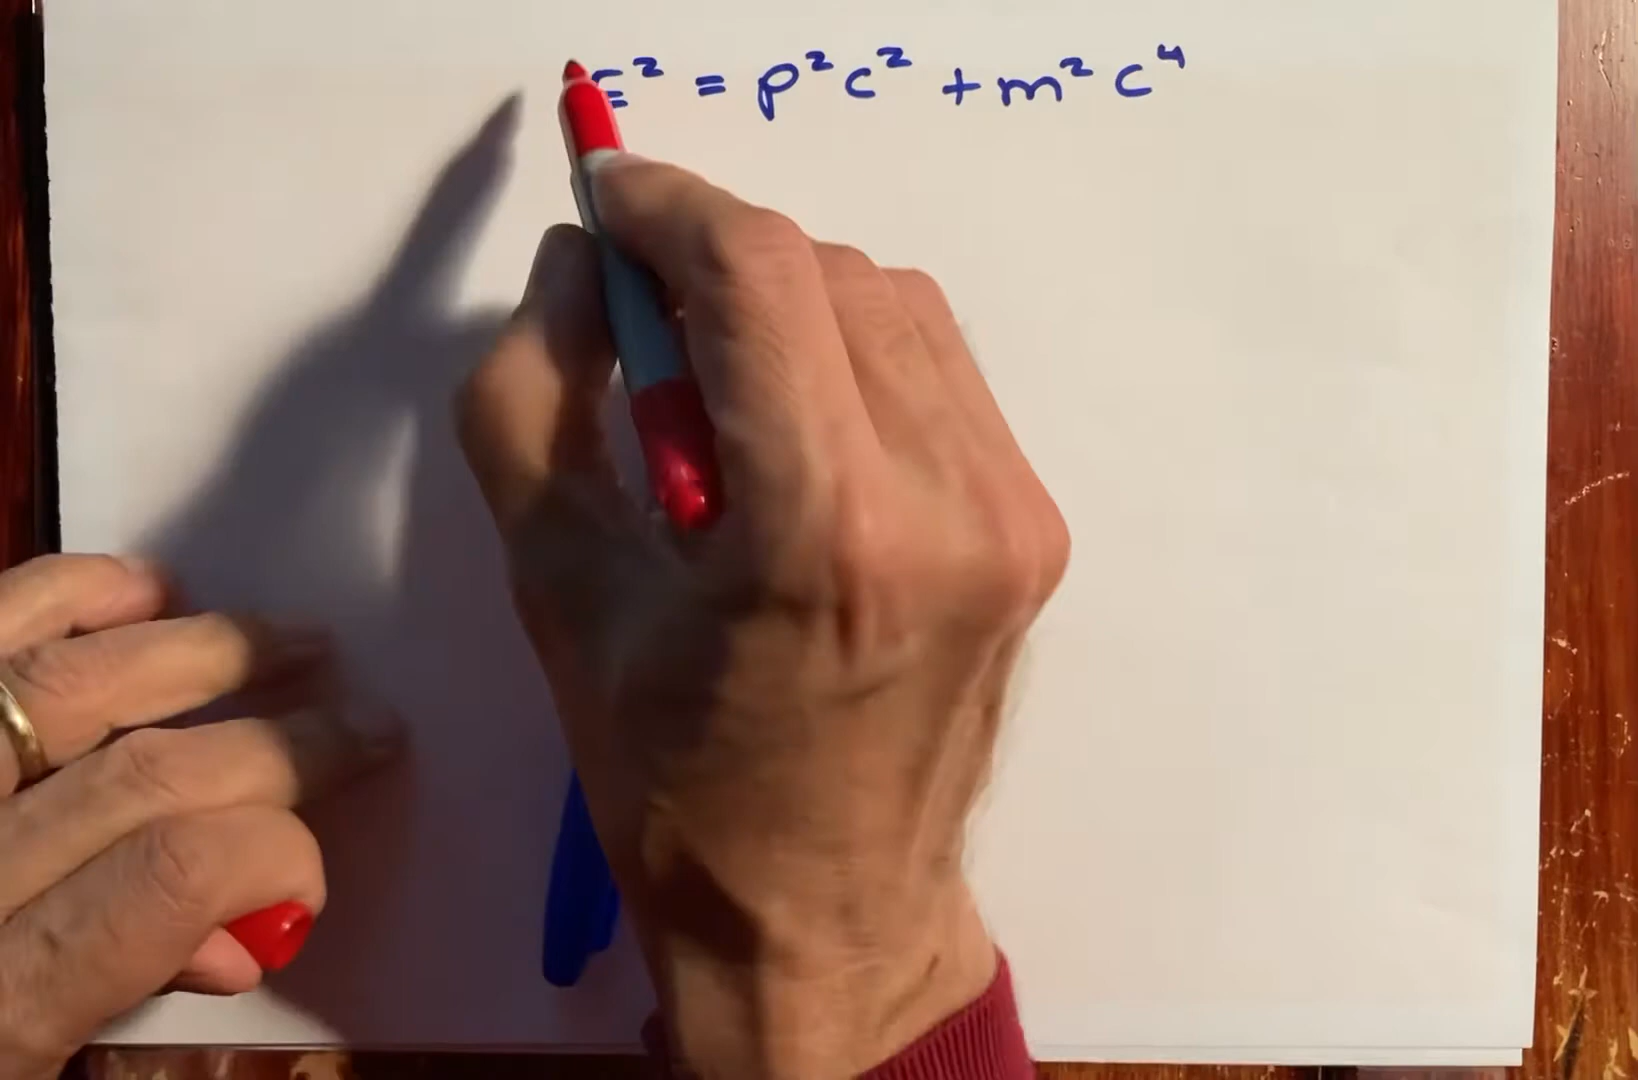 E² = p²c² + m²c⁴